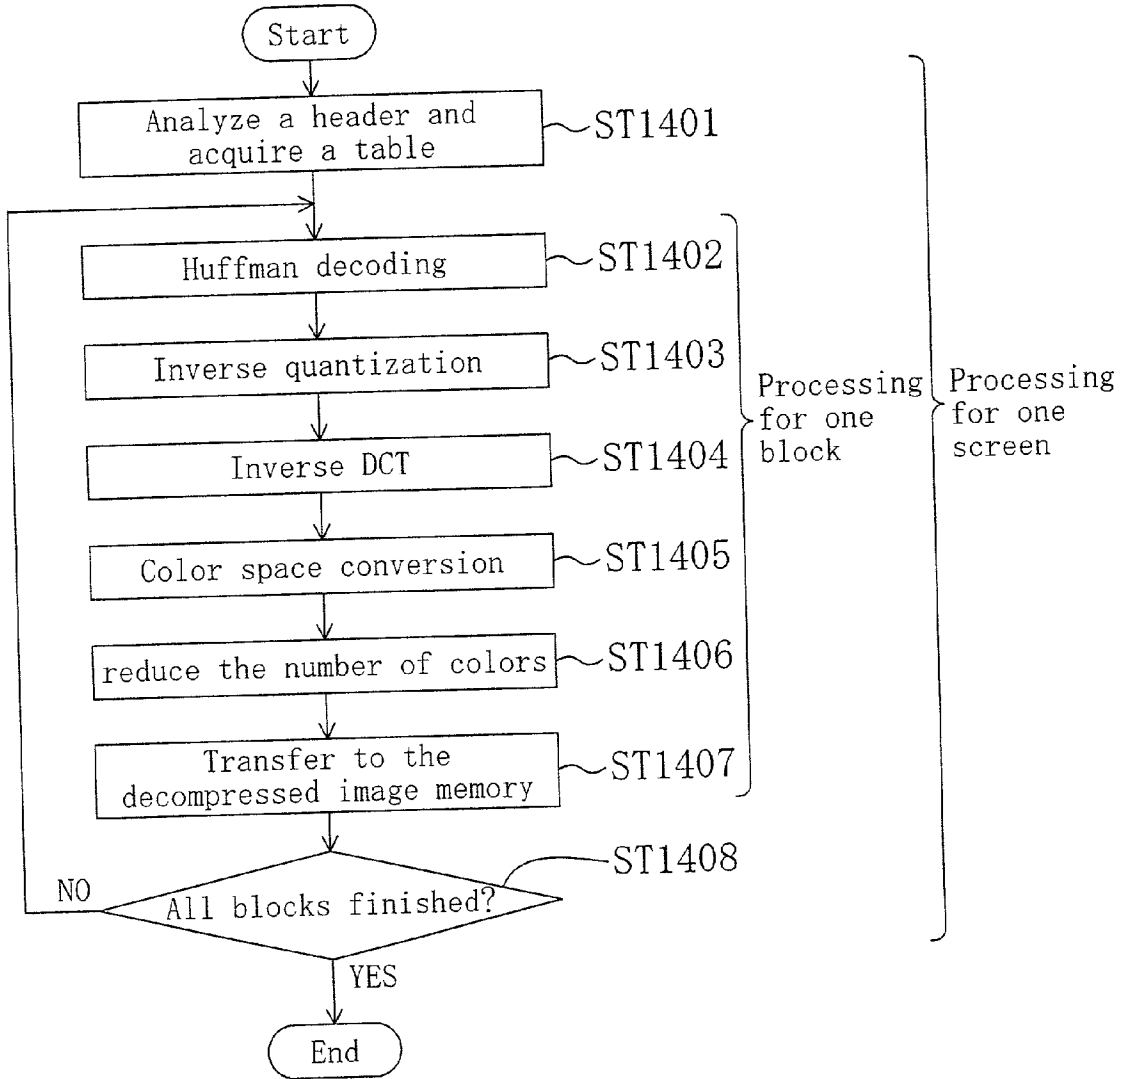 Start
Analyze a header and
acquire a table
ST1401
Huffman decoding
ST1402
Inverse quantization
ST1403
Inverse DCT
ST1404
Color space conversion
ST1405
reduce the number of colors
ST1406
Transfer to the
decompressed image memory
ST1407
All blocks finished?
ST1408
NO
YES
End
Processing
for one
block
Processing
for one
screen